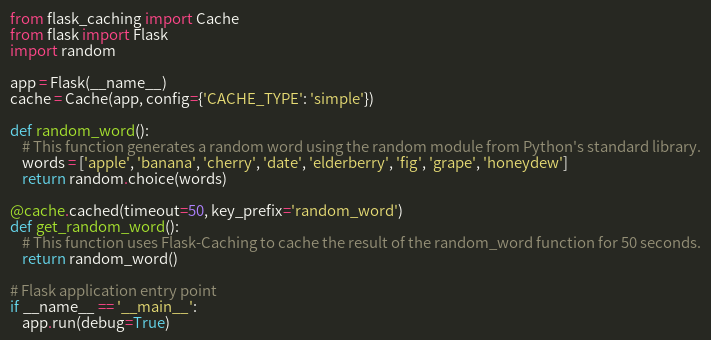 from flask_caching import Cache
from flask import Flask
import random

app = Flask(__name__)
cache = Cache(app, config={'CACHE_TYPE': 'simple'})

def random_word():
    # This function generates a random word using the random module from Python's standard library.
    words = ['apple', 'banana', 'cherry', 'date', 'elderberry', 'fig', 'grape', 'honeydew']
    return random.choice(words)

@cache.cached(timeout=50, key_prefix='random_word')
def get_random_word():
    # This function uses Flask-Caching to cache the result of the random_word function for 50 seconds.
    return random_word()

# Flask application entry point
if __name__ == '__main__':
    app.run(debug=True)